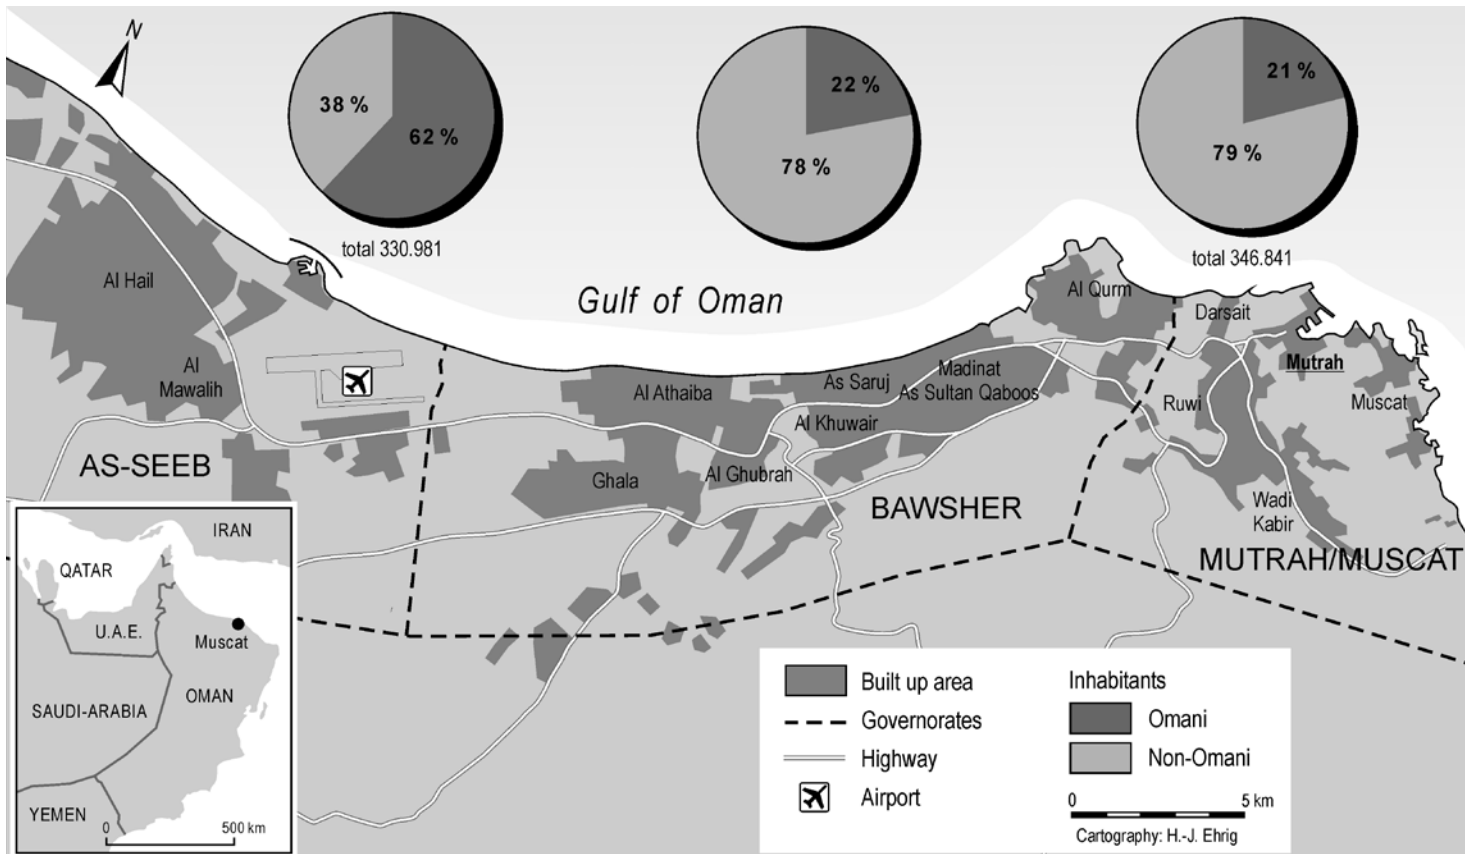 N
38 %
62 %
total 330.981
22 %
78 %
21 %
79 %
total 346.841
Gulf of Oman
Al Hail
Al
Mawalih
AS-SEEB
Al Athaiba
Ghala
Al Ghubrah
As Saruj
Al Khuwair
Madinat
As Sultan Qaboos
BAWSHER
Al Qurm
Darsait
Mutrah
Ruwi
Muscat
Wadi
Kabir
MUTRAH/MUSCAT
IRAN
QATAR
U.A.E.
Muscat
OMAN
SAUDI-ARABIA
YEMEN
0 500 km
Built up area
Governorates
Highway
Airport
Inhabitants
Omani
Non-Omani
0 5 km
Cartography: H.-J. Ehrig